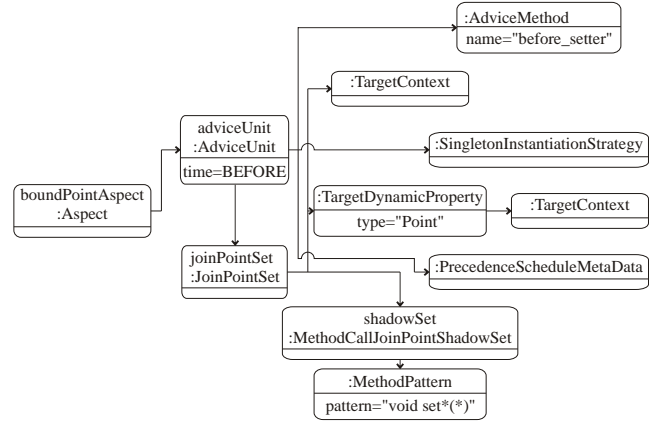 :AdviceMethod
name="before_setter"
:TargetContext
adviceUnit
:AdviceUnit
time=BEFORE
:SingletonInstantiationStrategy
boundPointAspect
:Aspect
:TargetDynamicProperty
type="Point"
:TargetContext
joinPointSet
:JoinPointSet
:PrecedenceScheduleMetaData
shadowSet
:MethodCallJoinPointShadowSet
:MethodPattern
pattern="void set*(*)"